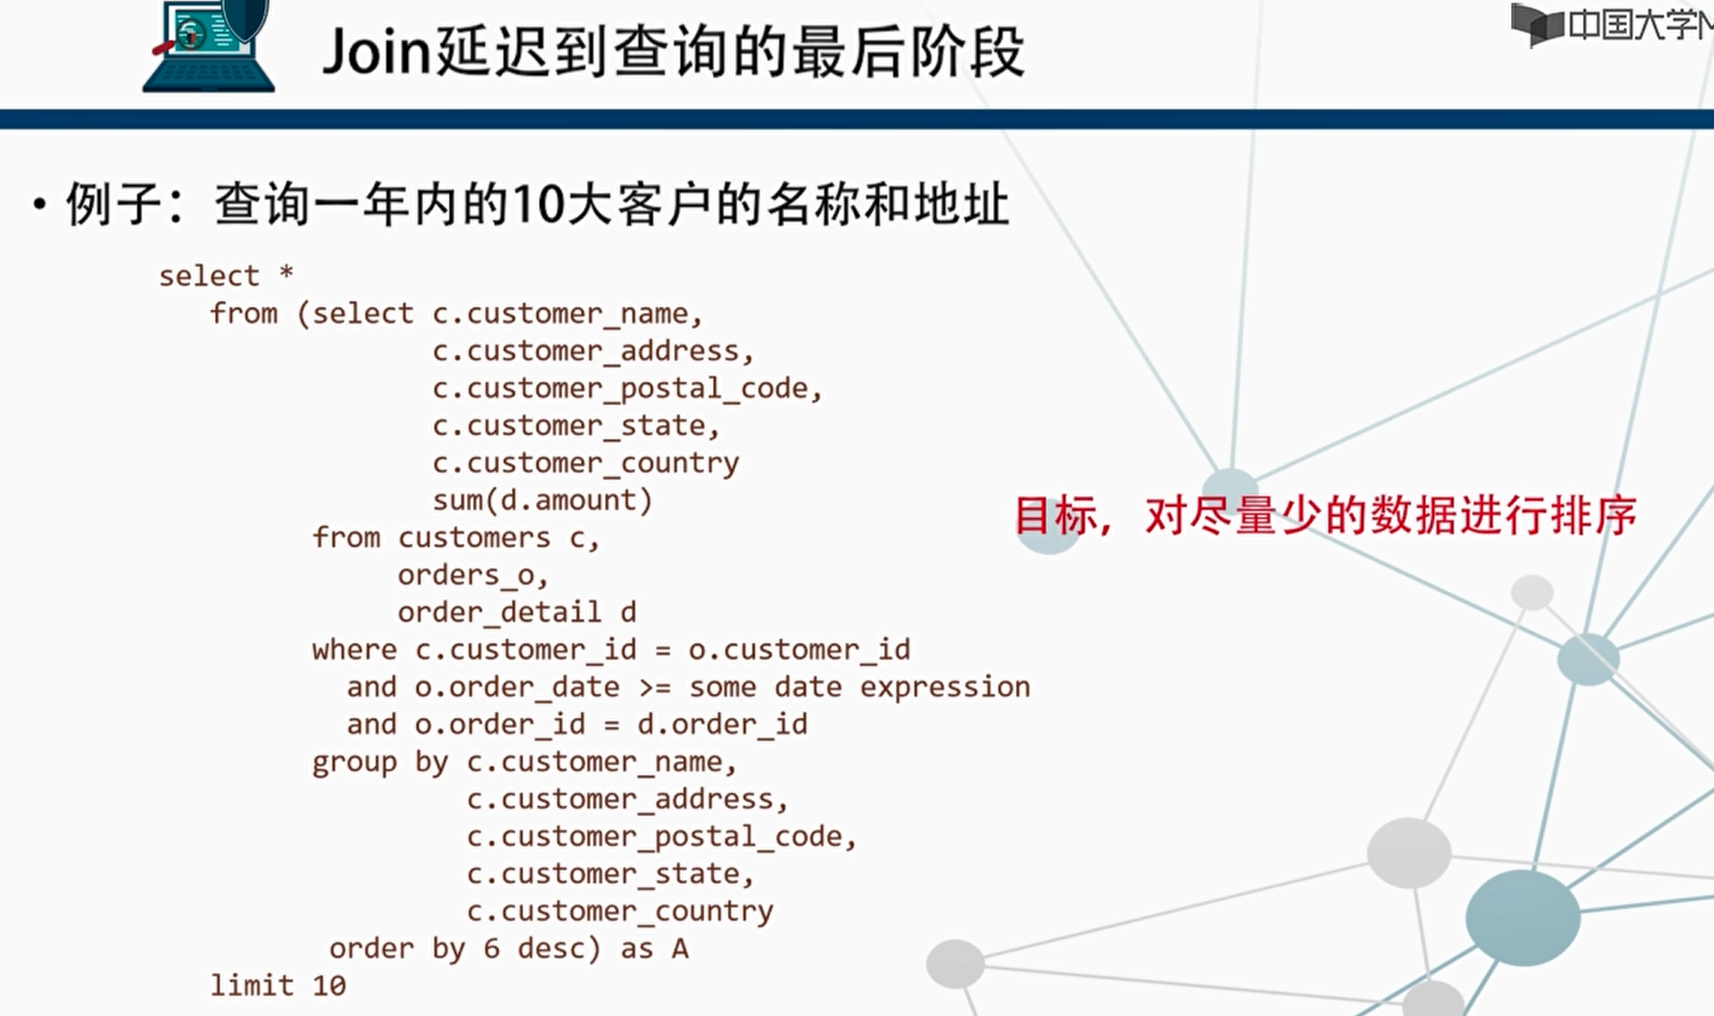 Join延迟到查询的最后阶段
中国大学M
• 例子：查询一年内的10大客户的名称和地址
select *
from (select c.customer_name,
c.customer_address,
c.customer_postal_code,
c.customer_state,
c.customer_country
sum(d.amount)
目标，对尽量少的数据进行排序
from customers c,
orders_o,
order_detail d
where c.customer_id = o.customer_id
and o.order_date >= some date expression
and o.order_id = d.order_id
group by c.customer_name,
c.customer_address,
c.customer_postal_code,
c.customer_state,
c.customer_country
order by 6 desc) as A
limit 10